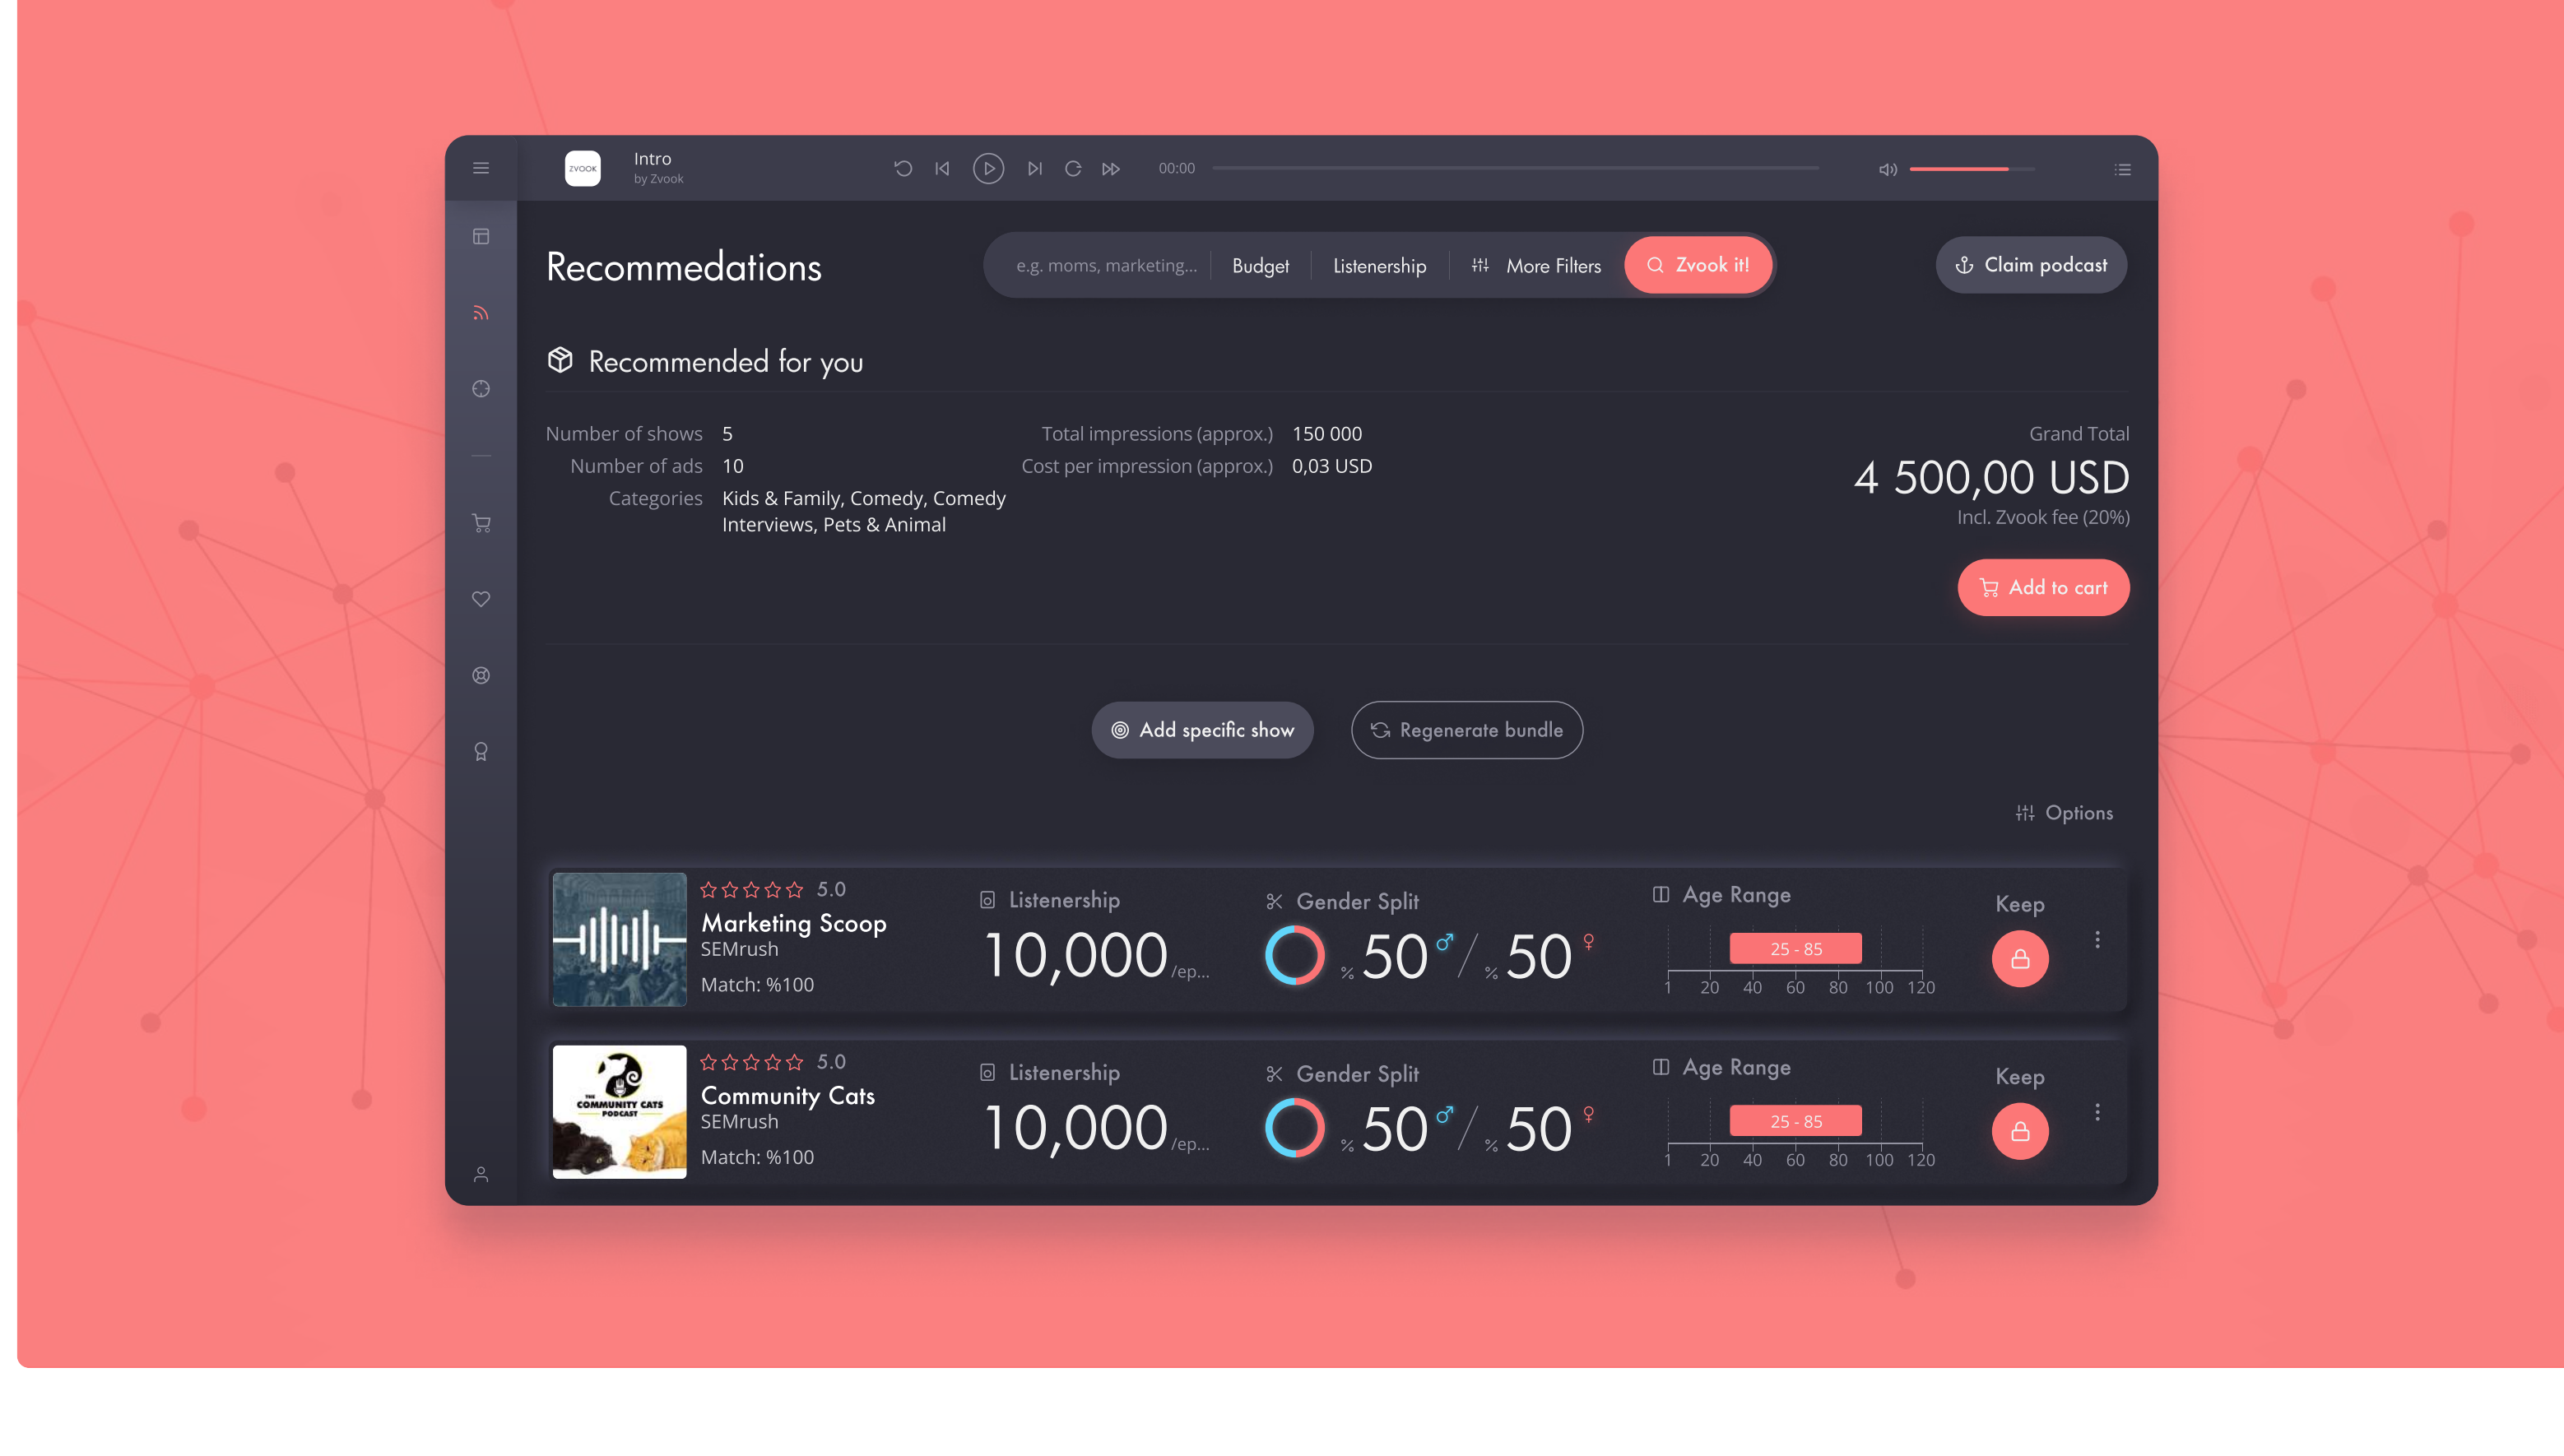 ZVOOK
Intro
by Zvook
00:00
Recommedations
e.g. moms, marketing...
Budget
Listenership
More Filters
Zvook it!
Claim podcast
Recommended for you
Number of shows 5
Number of ads 10
Categories Kids & Family, Comedy, Comedy
Interviews, Pets & Animal
Total impressions (approx.) 150 000
Cost per impression (approx.) 0,03 USD
Grand Total
4 500,00 USD
Incl. Zvook fee (20%)
Add to cart
Add specific show
Regenerate bundle
Options
5.0
Marketing Scoop
SEMrush
Match: %100
Listenership
10,000 /ep...
Gender Split
% 50 ♂ / % 50 ♀
Age Range
25 - 85
1 20 40 60 80 100 120
Keep
THE
COMMUNITY CATS
PODCAST
5.0
Community Cats
SEMrush
Match: %100
Listenership
10,000 /ep...
Gender Split
% 50 ♂ / % 50 ♀
Age Range
25 - 85
1 20 40 60 80 100 120
Keep